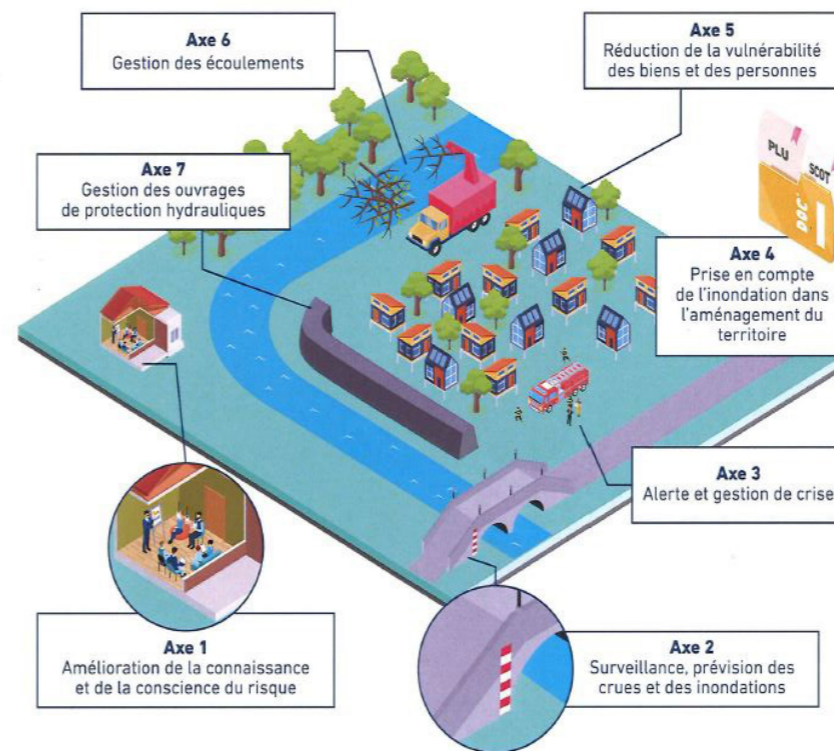 Axe 6
Gestion des écoulements
Axe 5
Réduction de la vulnérabilité
des biens et des personnes
Axe 7
Gestion des ouvrages
de protection hydrauliques
PLU
SCOT
DOC
Axe 4
Prise en compte
de l'inondation dans
l'aménagement du
territoire
Axe 3
Alerte et gestion de crise
Axe 1
Amélioration de la connaissance
et de la conscience du risque
Axe 2
Surveillance, prévision des
crues et des inondations